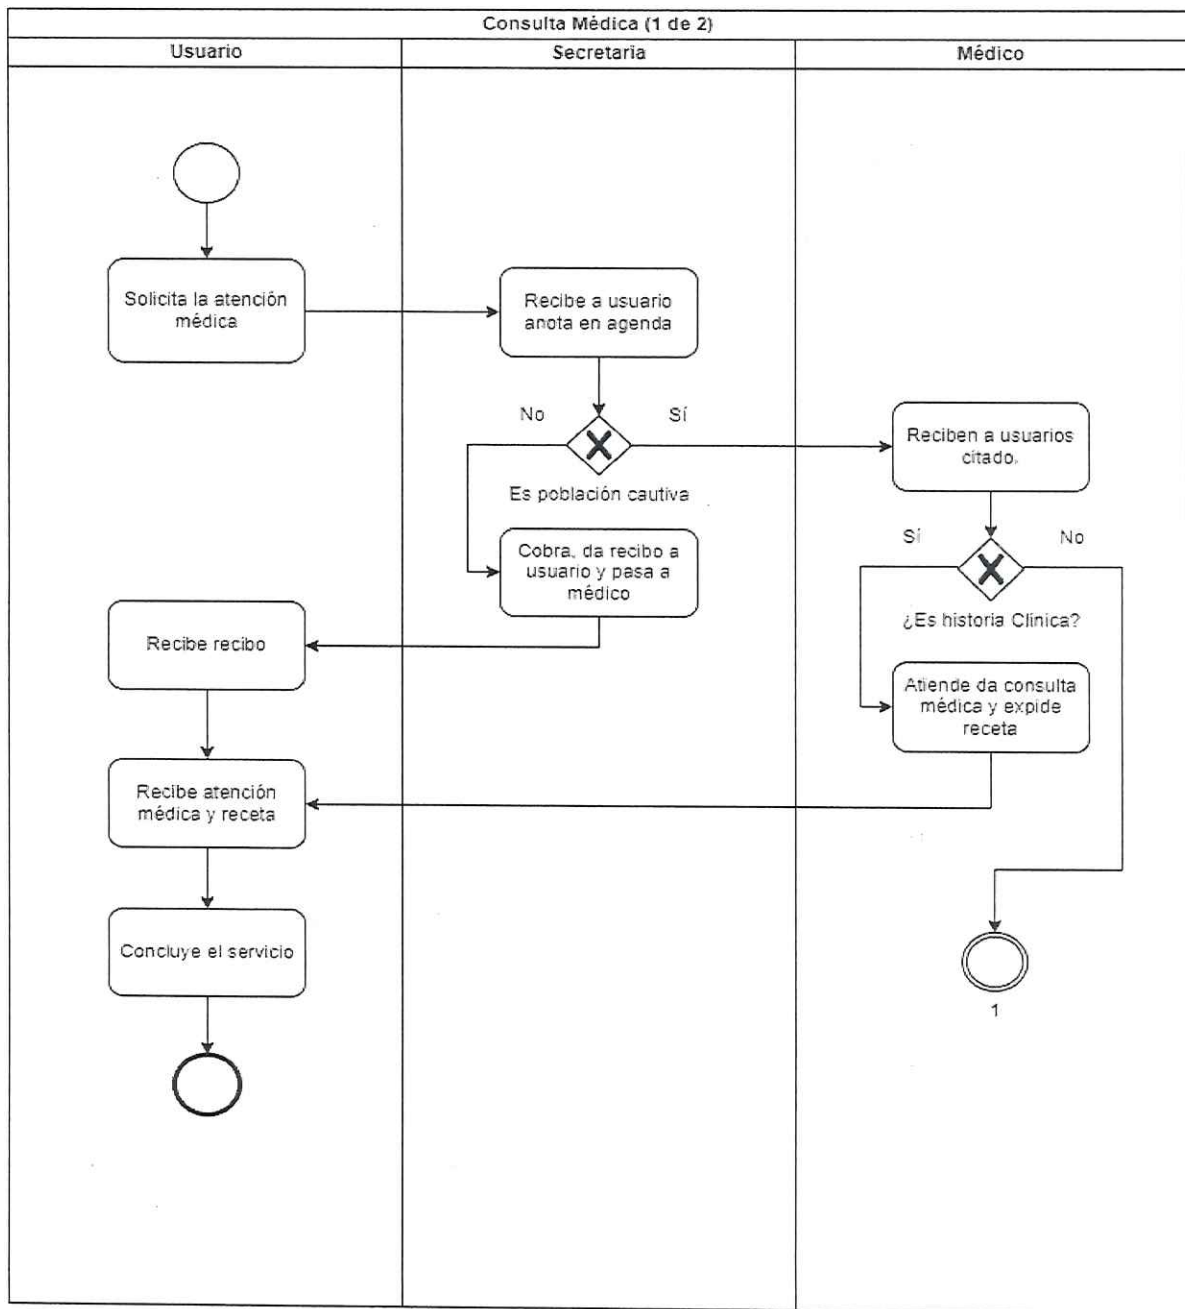 Consulta Médica (1 de 2)
Usuario
Secretaria
Médico
Solicita la atención
médica
Recibe a usuario
anota en agenda
No
Sí
Es población cautiva
Reciben a usuarios
citado.
Cobra, da recibo a
usuario y pasa a
médico
Sí
No
¿Es historia Clínica?
Recibe recibo
Atiende da consulta
médica y expide
receta
Recibe atención
médica y receta
Concluye el servicio
1